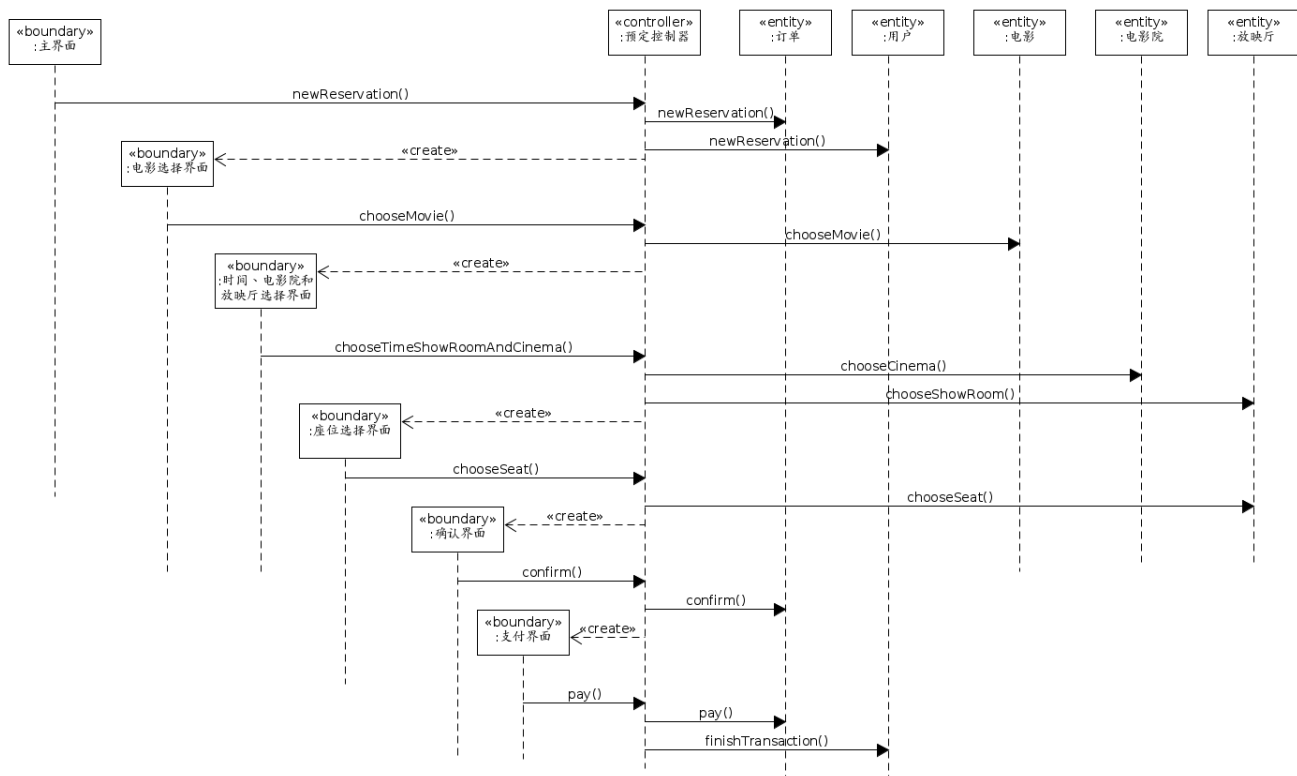 «boundary»
:主界面
«controller»
:预定控制器
«entity»
:订单
«entity»
:用户
«entity»
:电影
«entity»
:电影院
«entity»
:放映厅
newReservation()
newReservation()
newReservation()
«create»
«boundary»
:电影选择界面
chooseMovie()
chooseMovie()
«create»
«boundary»
:时间、电影院和
放映厅选择界面
chooseTimeShowRoomAndCinema()
chooseCinema()
chooseShowRoom()
«create»
«boundary»
:座位选择界面
chooseSeat()
chooseSeat()
«create»
«boundary»
:确认界面
confirm()
confirm()
«create»
«boundary»
:支付界面
pay()
pay()
finishTransaction()